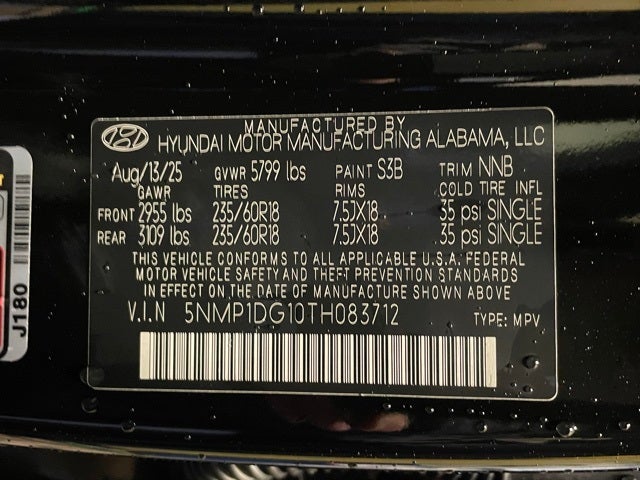 MANUFACTURED BY
HYUNDAI MOTOR MANUFACTURING ALABAMA, LLC
Aug/13/25 GVWR 5799 lbs PAINT S3B TRIM NNB
GAWR TIRES RIMS COLD TIRE INFL
FRONT 2955 lbs 235/60R18 7.5JX18 35 psi SINGLE
REAR 3109 lbs 235/60R18 7.5JX18 35 psi SINGLE
THIS VEHICLE CONFORMS TO ALL APPLICABLE U.S.A. FEDERAL
MOTOR VEHICLE SAFETY AND THEFT PREVENTION STANDARDS
IN EFFECT ON THE DATE OF MANUFACTURE SHOWN ABOVE
V.I.N 5NMP1DG10TH083712 TYPE: MPV
J180